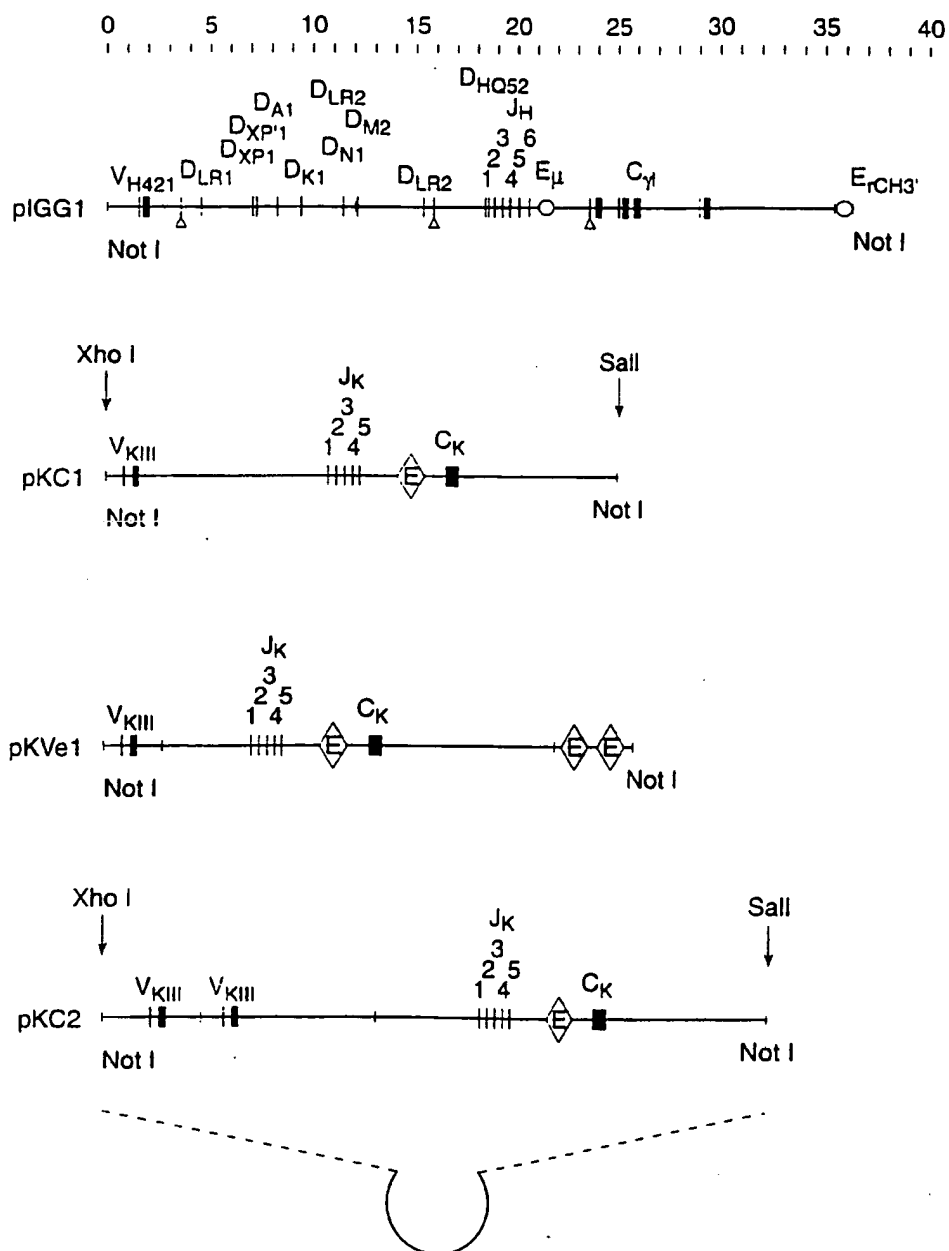 0 5 10 15 20 25 30 35 40
DHQ52
DLR2
DA1 JH
DXP'1 DM2 3 6
DXP1 DN1 2 5
VH421 DLR1 DK1 DLR2 1 4 Eμ Cγl ErCH3'
pIGG1
Not I Not I
Xho I SalI
JK
3
2 5
VKIII 1 4 CK
pKC1 E
Not I Not I
JK
3
2 5
VKIII 1 4 CK
pKVe1 E E E
Not I Not I
Xho I SalI
JK
3
2 5
VKIII VKIII 1 4 CK
pKC2 E
Not I Not I